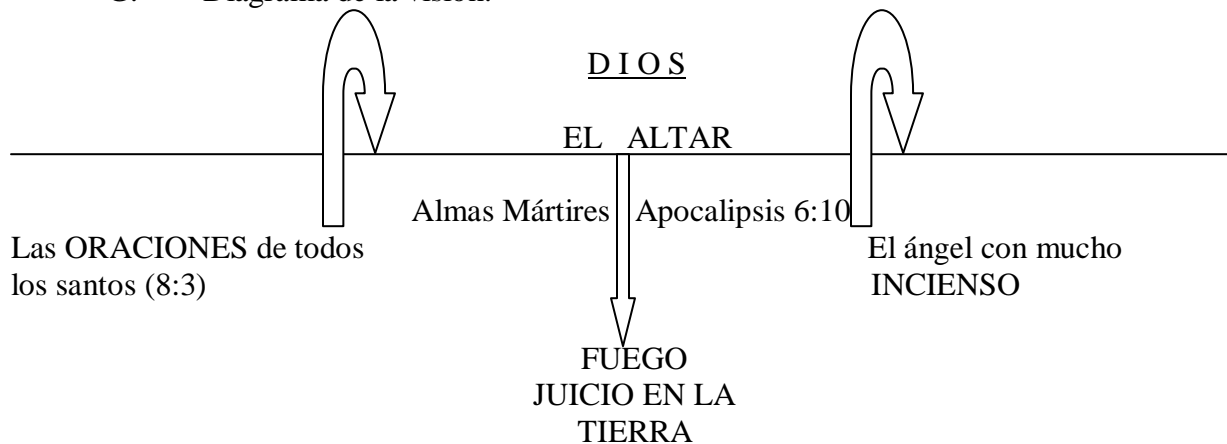 Diagrama de la visión.
D I O S
EL ALTAR
Almas Mártires Apocalipsis 6:10
Las ORACIONES de todos
los santos (8:3)
El ángel con mucho
INCIENSO
FUEGO
JUICIO EN LA
TIERRA